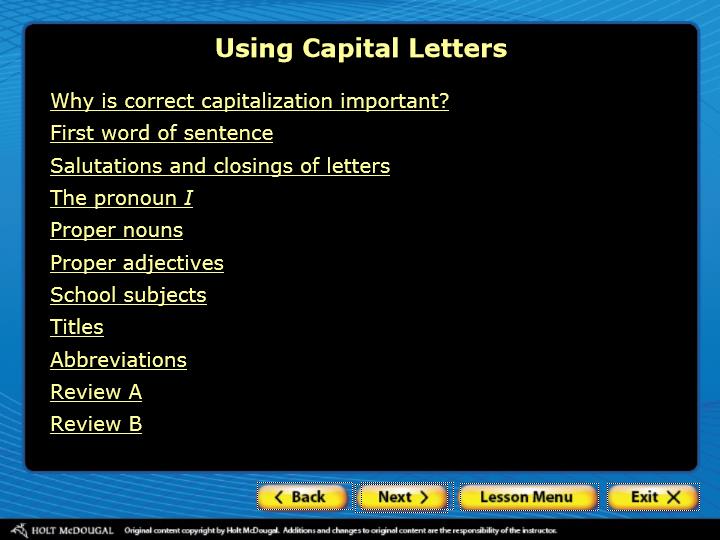 Using Capital Letters
Why is correct capitalization important?
First word of sentence
Salutations and closings of letters
The pronoun I
Proper nouns
Proper adjectives
School subjects
Titles
Abbreviations
Review A
Review B
Back Next Lesson Menu Exit
HOLT MCDOUGAL Original content copyright by Holt McDougal. Additions and changes to original content are the responsibility of the instructor.